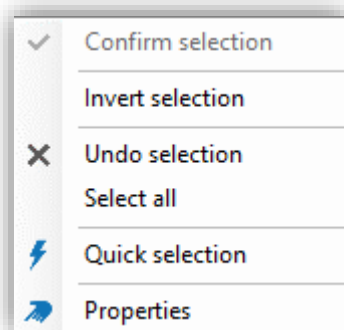 Confirm selection
Invert selection
Undo selection
Select all
Quick selection
Properties